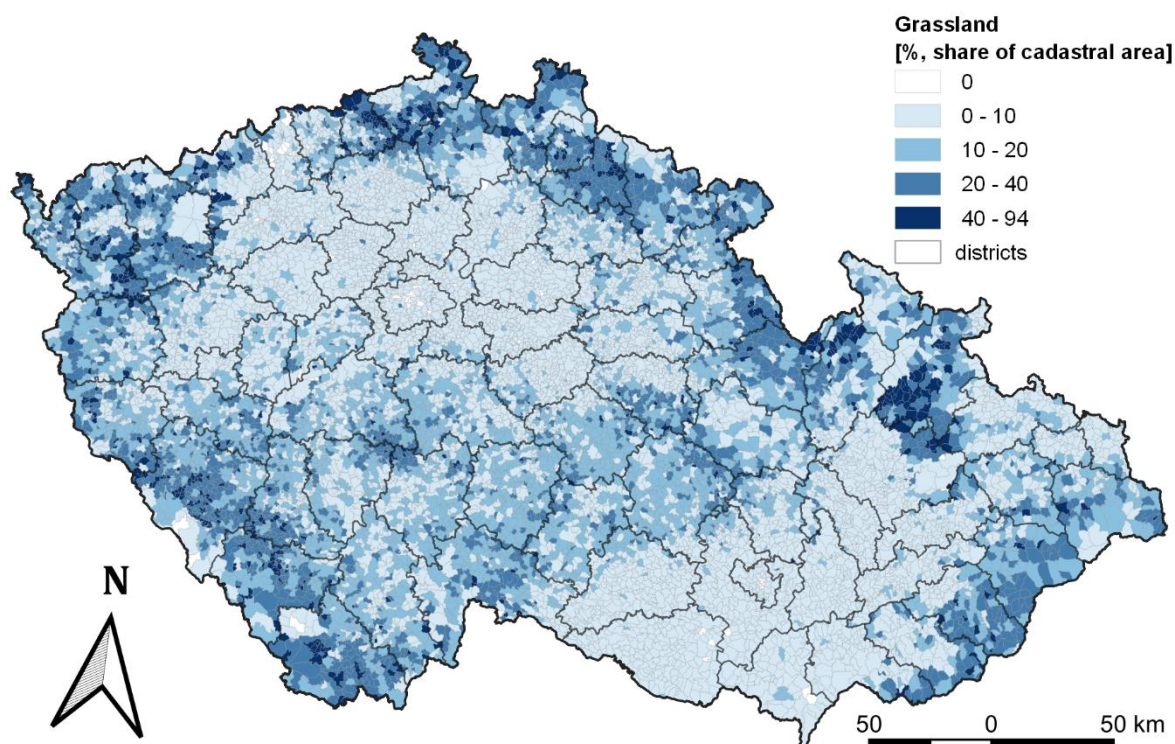 Grassland
[%, share of cadastral area]
0
0 - 10
10 - 20
20 - 40
40 - 94
districts
N
50 0 50 km